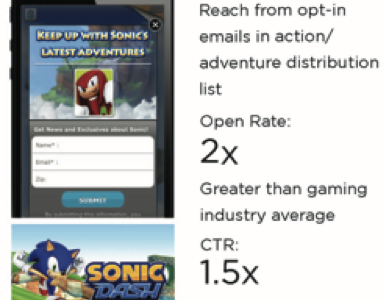 KEEP UP WITH SONIC'S
LATEST ADVENTURES
Get News and Exclusives about Sonic!
Name* :
Email* :
Zip:
SUBMIT
By submitting this information, you
SONIC
DASH
Reach from opt-in
emails in action/
adventure distribution
list
Open Rate:
2x
Greater than gaming
industry average
CTR:
1.5x